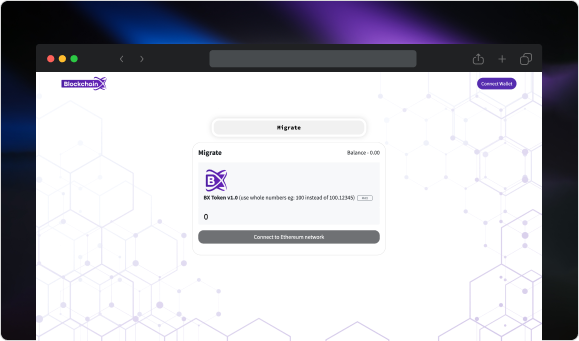 BlockchainX
Connect Wallet
Migrate
Migrate
Balance - 0.00
BX
BX Token v1.0 (use whole numbers eg: 100 instead of 100.12345)
0
Connect to Ethereum network